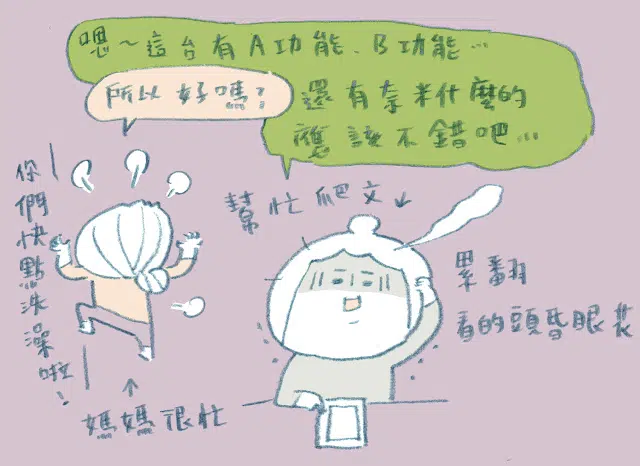 嗯～這台有A功能、B功能…
還有拿米什麼的
應該不錯吧…
所以好嗎？
你們快點洗澡啦！
幫忙爬文↓
累翻
看的頭昏眼花
↑
媽媽很忙